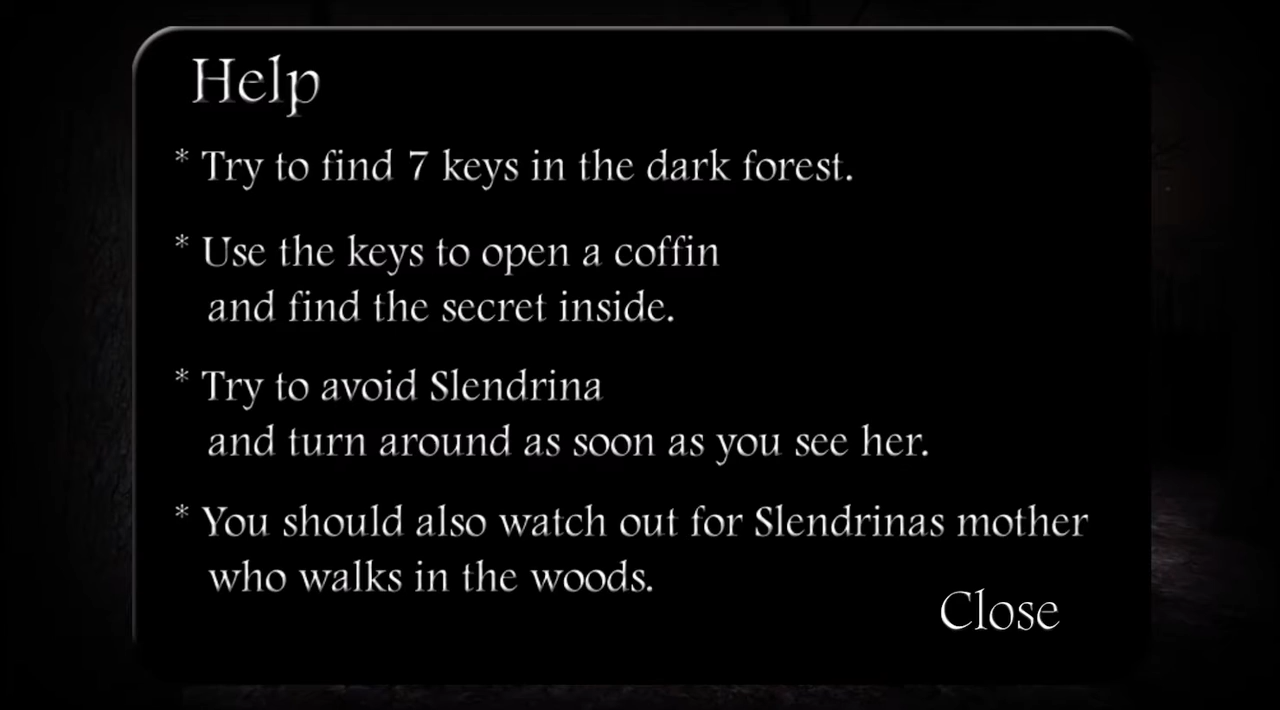 Help
* Try to find 7 keys in the dark forest.
* Use the keys to open a coffin
and find the secret inside.
* Try to avoid Slendrina
and turn around as soon as you see her.
* You should also watch out for Slendrinas mother
who walks in the woods.
Close